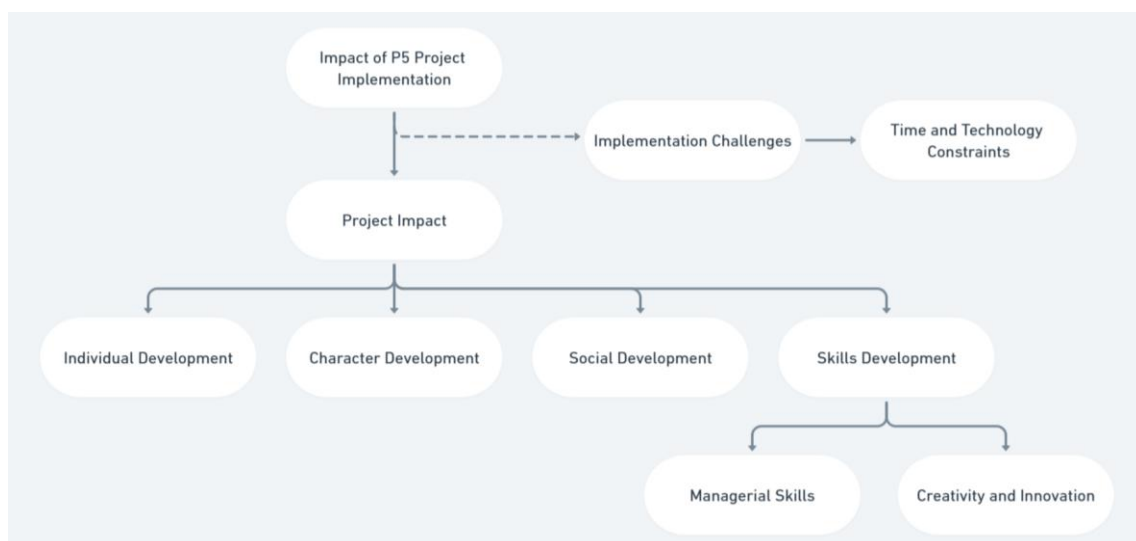 Impact of P5 Project
Implementation
Implementation Challenges
Time and Technology
Constraints
Project Impact
Individual Development
Character Development
Social Development
Skills Development
Managerial Skills
Creativity and Innovation